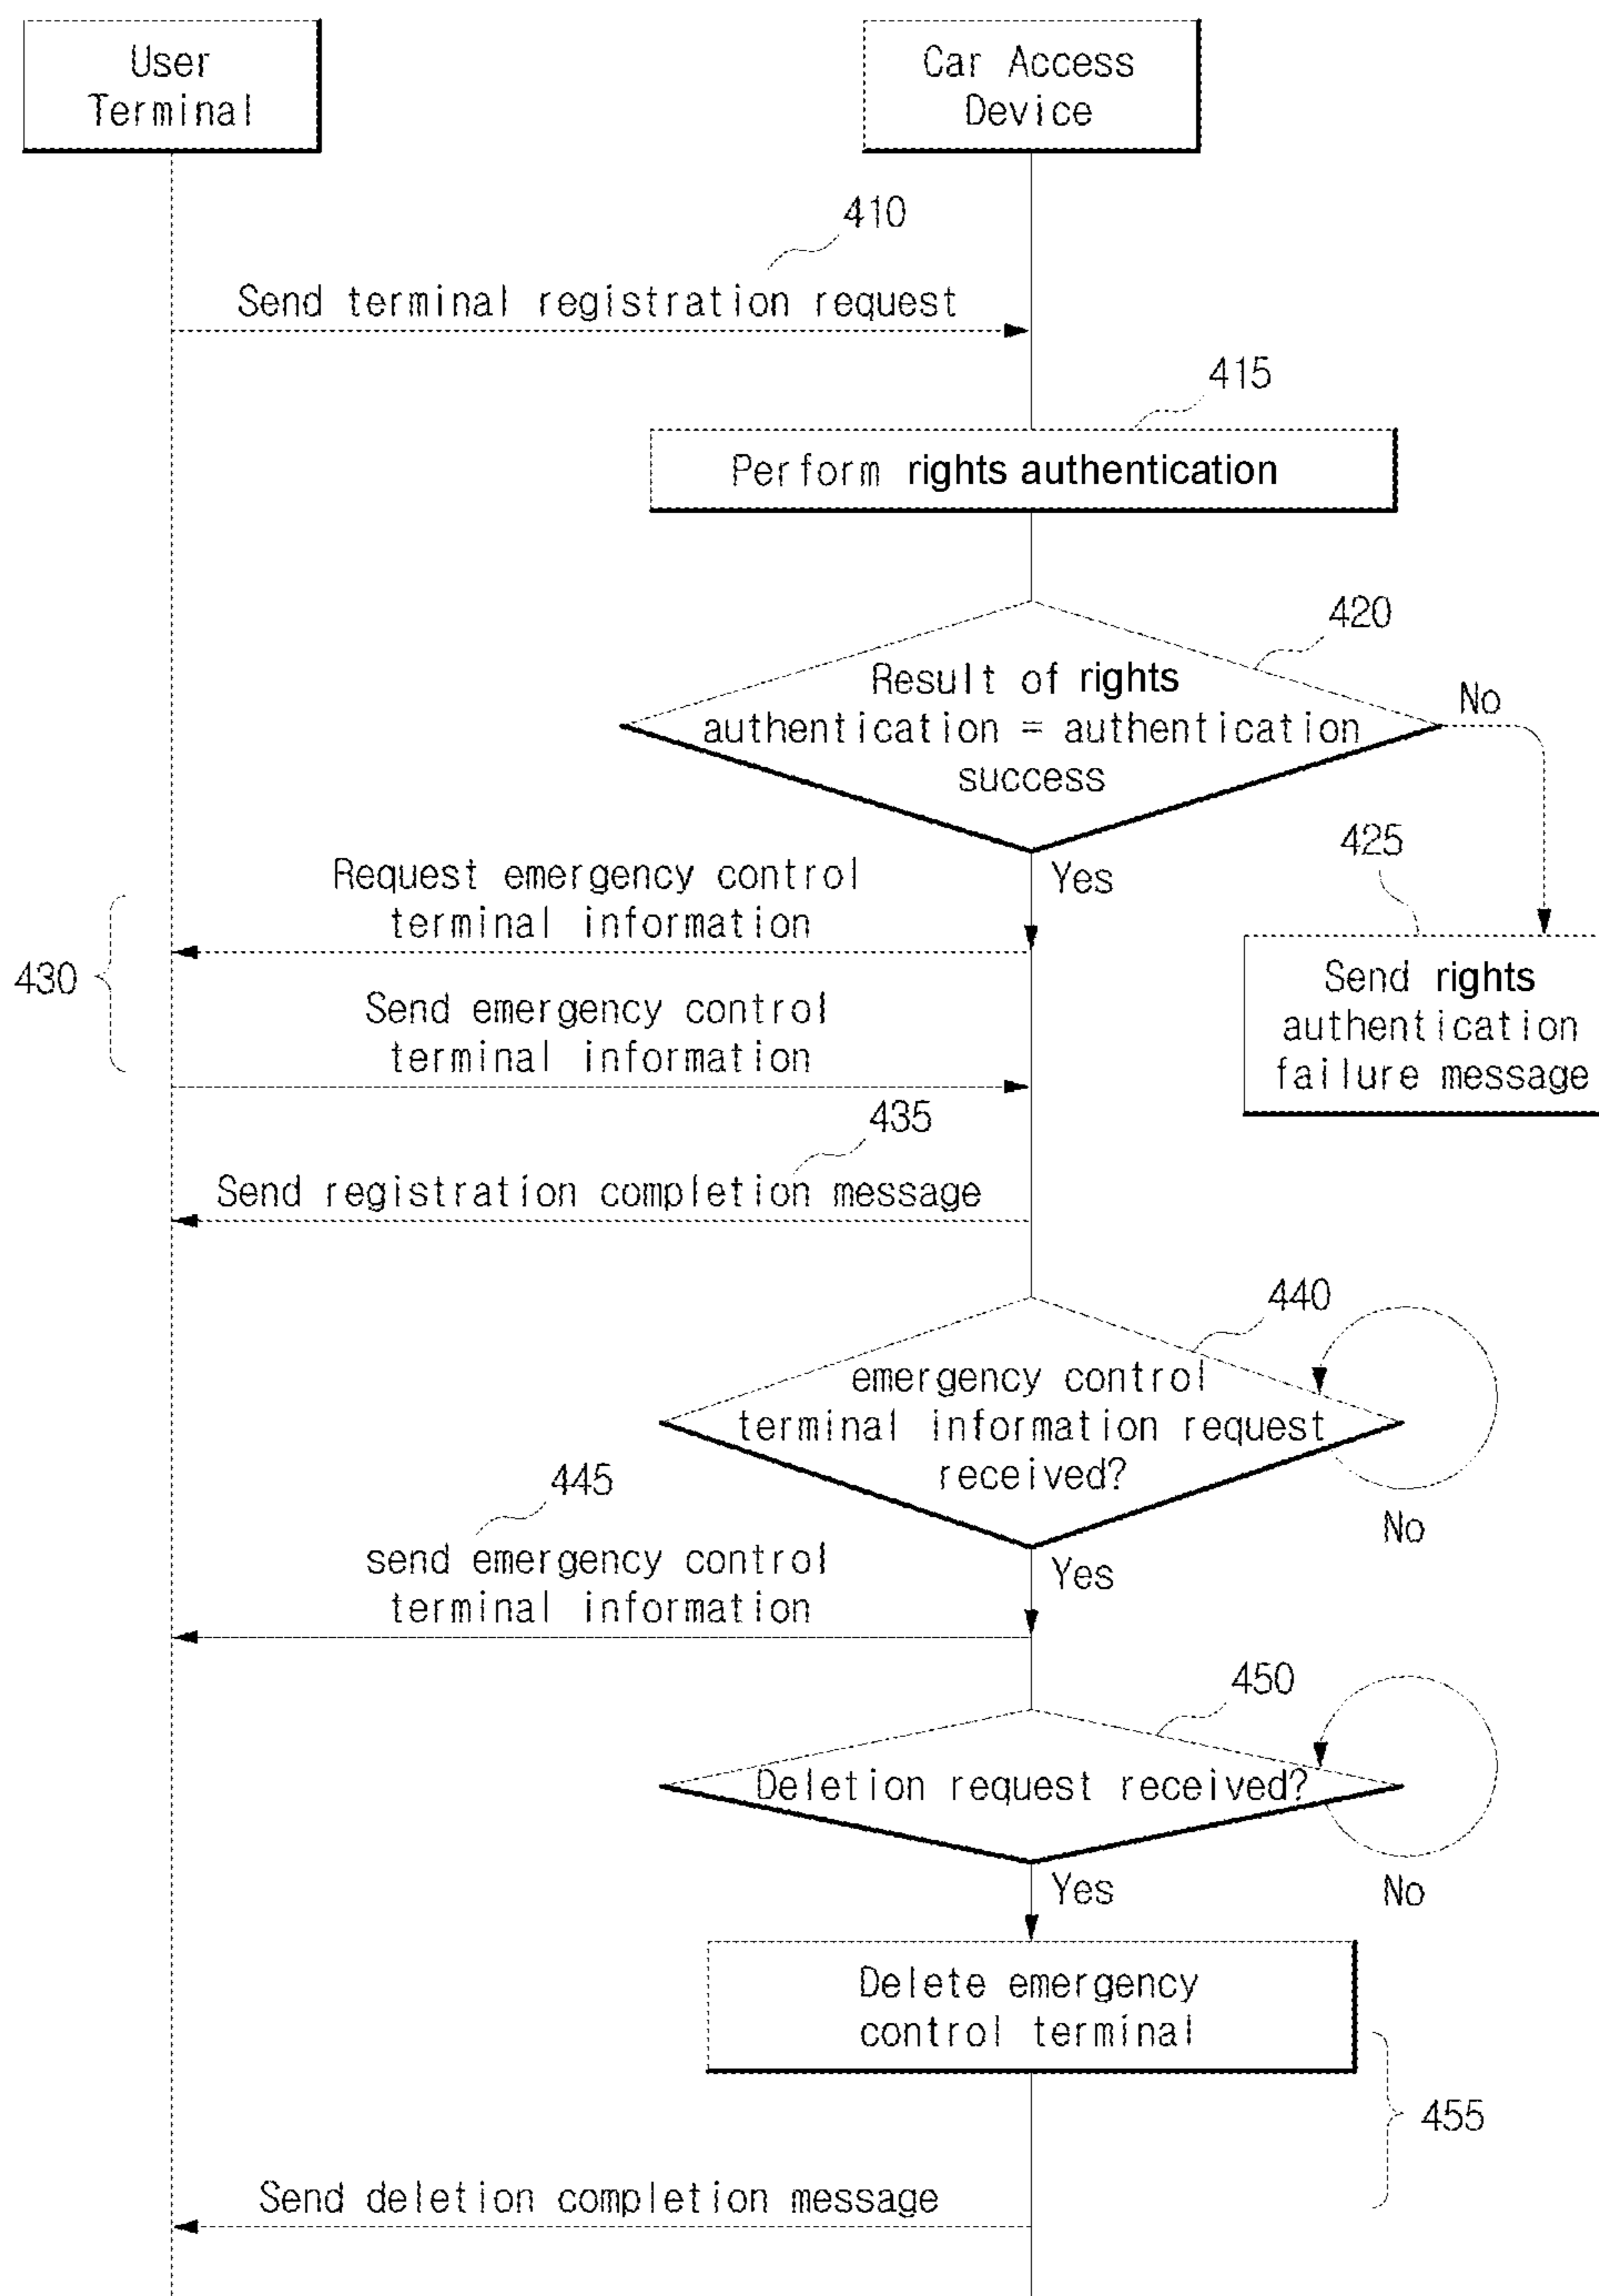 User
Terminal
Car Access
Device
410
Send terminal registration request
415
Perform rights authentication
420
Result of rights
authentication = authentication
success
No
Yes
425
Send rights
authentication
failure message
Request emergency control
terminal information
430
Send emergency control
terminal information
435
Send registration completion message
440
emergency control
terminal information request
received?
No
Yes
445
send emergency control
terminal information
450
Deletion request received?
No
Yes
Delete emergency
control terminal
455
Send deletion completion message